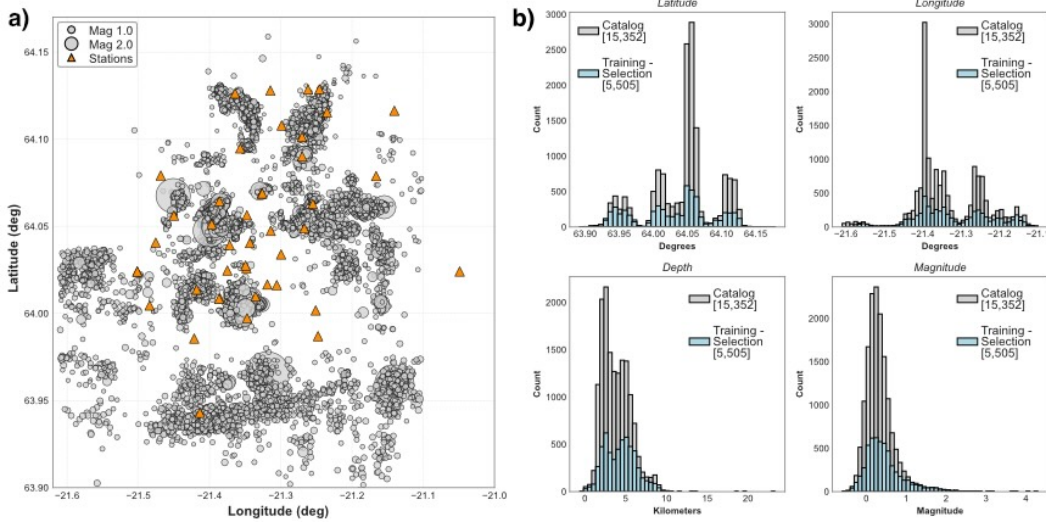 a)
Mag 1.0
Mag 2.0
Stations
64.15
64.10
64.05
64.00
63.95
63.90
Latitude (deg)
−21.6
−21.5
−21.4
−21.3
−21.2
−21.1
−21.0
Longitude (deg)
b)
Latitude
Catalog
[15,352]
Training -
Selection
[5,505]
3000
2500
2000
1500
1000
500
0
Count
63.90
63.95
64.00
64.05
64.10
64.15
Degrees
Longitude
Catalog
[15,352]
Training -
Selection
[5,505]
3000
2500
2000
1500
1000
500
0
Count
−21.6
−21.5
−21.4
−21.3
−21.2
−21.1
Degrees
Depth
Catalog
[15,352]
Training -
Selection
[5,505]
2000
1500
1000
500
0
Count
0
5
10
15
20
Kilometers
Magnitude
Catalog
[15,352]
Training -
Selection
[5,505]
2000
1500
1000
500
0
Count
0
1
2
3
4
Magnitude